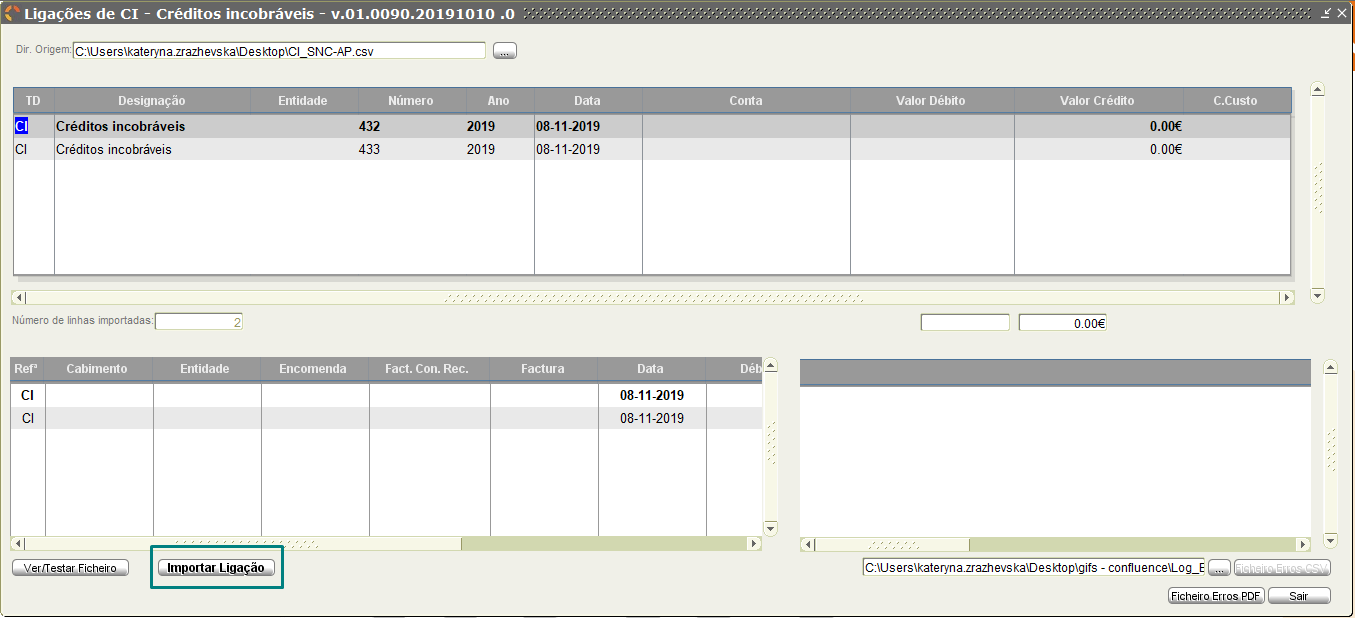 Ligações de CI - Créditos incobráveis - v.01.0090.20191010 .0
Dir. Origem: C:\Users\kateryna.zrazhevska\Desktop\CI_SNC-AP.csv ...
TD Designação Entidade Número Ano Data Conta Valor Débito Valor Crédito C.Custo
CI Créditos incobráveis 432 2019 08-11-2019 0.00€
CI Créditos incobráveis 433 2019 08-11-2019 0.00€
Número de linhas importadas: 2 0.00€
Refª Cabimento Entidade Encomenda Fact. Con. Rec. Factura Data Déb
CI 08-11-2019
CI 08-11-2019
Ver/Testar Ficheiro Importar Ligação C:\Users\kateryna.zrazhevska\Desktop\gifs - confluence\Log_E ... Ficheiro Erros CSV
Ficheiro Erros PDF Sair